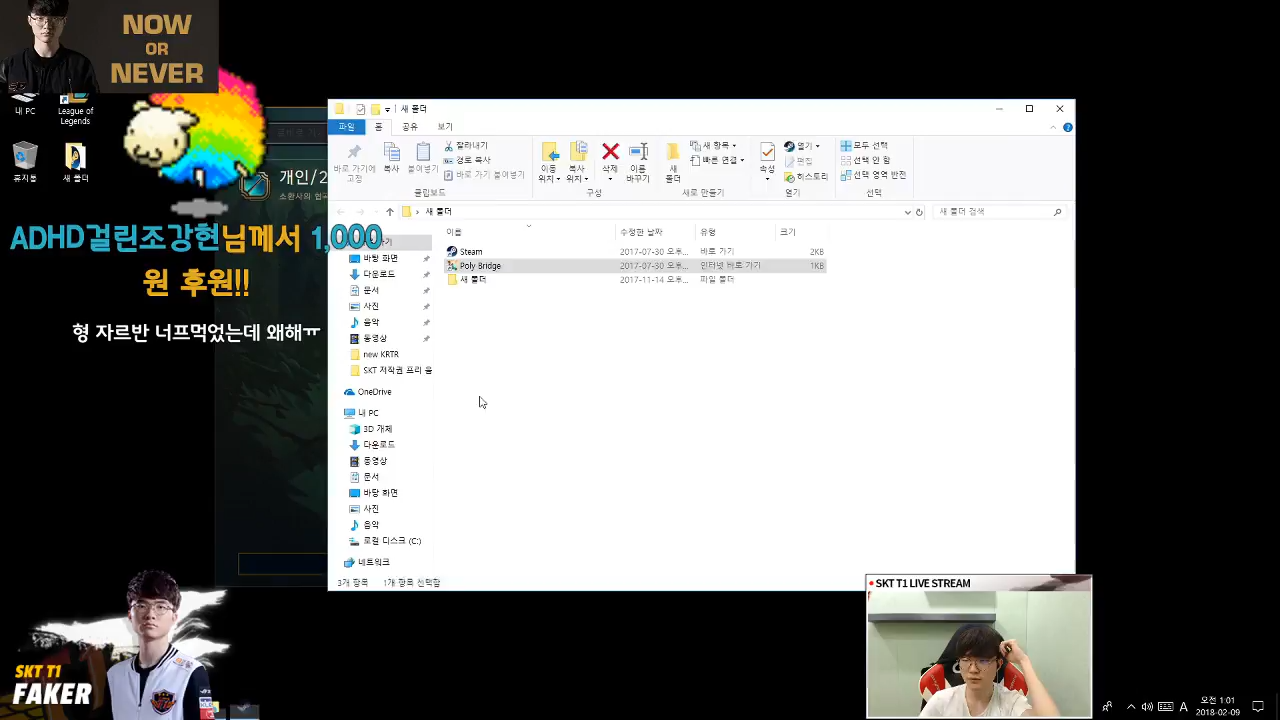 NOW
OR
NEVER
내 PC
League of
Legends
휴지통
새 폴더
개인/2
ADHD걸린조강현님께서 1,000
원 후원!!
형 자르반 너프먹었는데 왜해ㅠ
새 폴더
파일
홈
공유
보기
바로 가기에
고정
복사
붙여넣기
잘라내기
경로 복사
바로 가기 붙여넣기
클립보드
이동
위치
복사
위치
삭제
이름
바꾸기
구성
새
폴더
새 항목
빠른 연결
새로 만들기
속성
열기
편집
히스토리
열기
모두 선택
선택 안 함
선택 영역 반전
선택
새 폴더
새 폴더 검색
이름
수정한 날짜
유형
크기
Steam
2017-07-30 오후...
바로 가기
2KB
Poly Bridge
2017-07-30 오후...
인터넷 바로 가기
1KB
새 폴더
2017-11-14 오후...
파일 폴더
바탕 화면
다운로드
문서
사진
음악
동영상
new KRTR
SKT 저작권 프리 음
OneDrive
내 PC
3D 개체
다운로드
동영상
문서
바탕 화면
사진
음악
로컬 디스크 (C:)
네트워크
3개 항목
1개 항목 선택함
SKT T1 LIVE STREAM
SKT T1
FAKER
A
오전 1:01
2018-02-09